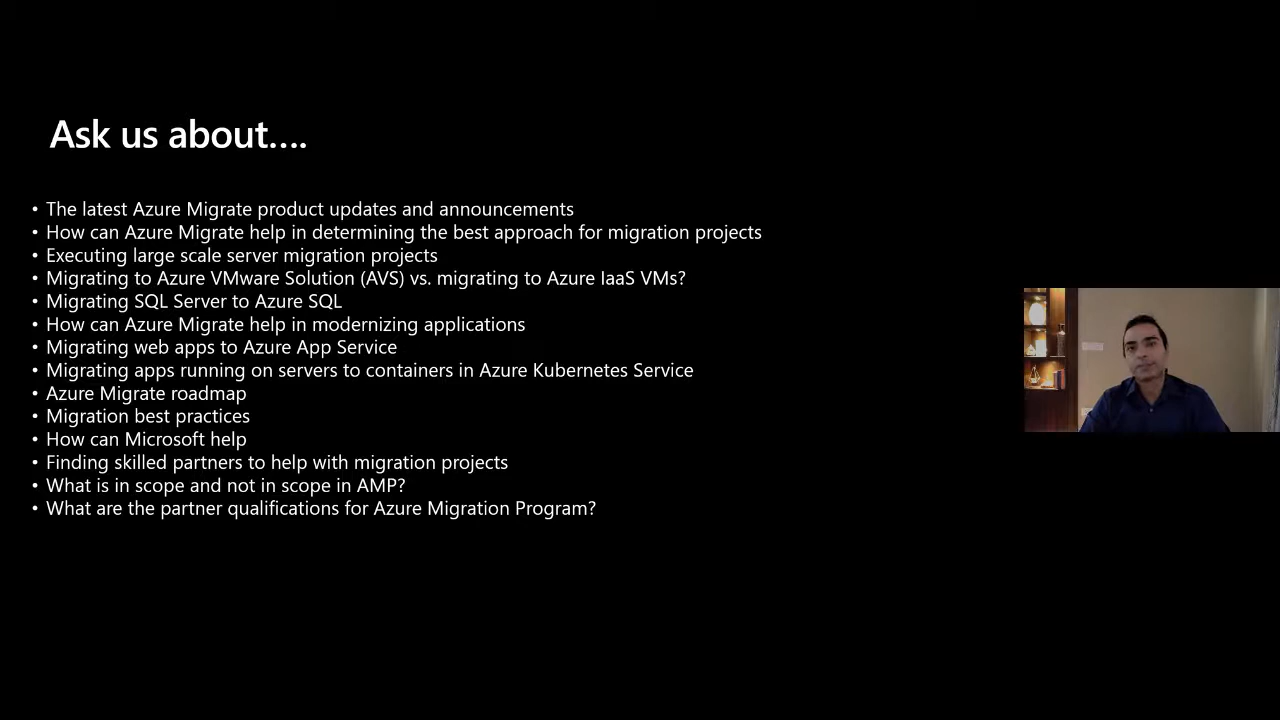 Ask us about....
• The latest Azure Migrate product updates and announcements
• How can Azure Migrate help in determining the best approach for migration projects
• Executing large scale server migration projects
• Migrating to Azure VMware Solution (AVS) vs. migrating to Azure IaaS VMs?
• Migrating SQL Server to Azure SQL
• How can Azure Migrate help in modernizing applications
• Migrating web apps to Azure App Service
• Migrating apps running on servers to containers in Azure Kubernetes Service
• Azure Migrate roadmap
• Migration best practices
• How can Microsoft help
• Finding skilled partners to help with migration projects
• What is in scope and not in scope in AMP?
• What are the partner qualifications for Azure Migration Program?